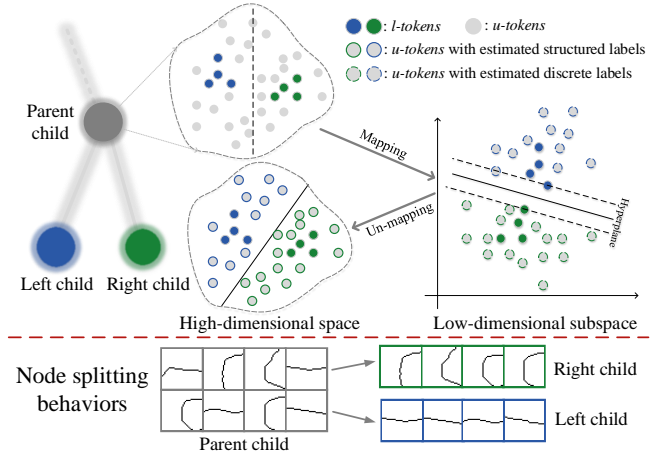 : l-tokens : u-tokens
: u-tokens with estimated structured labels
: u-tokens with estimated discrete labels
Parent
child
Mapping
Un-mapping
Hyperplane
Left child
Right child
High-dimensional space
Low-dimensional subspace
Node splitting
behaviors
Right child
Left child
Parent child